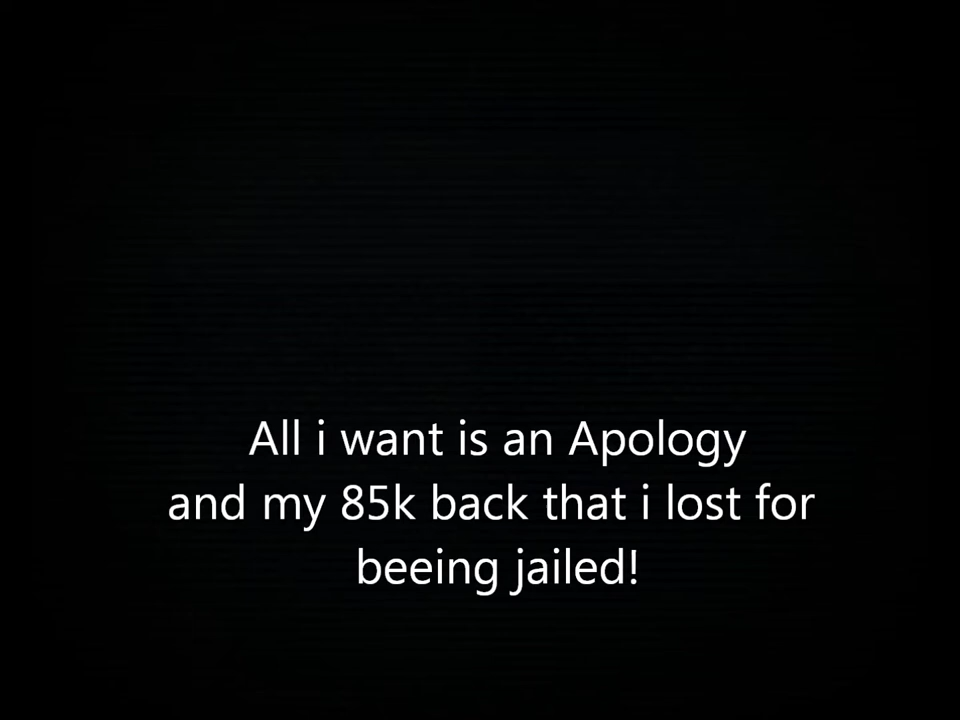 All i want is an Apology
and my 85k back that i lost for
beeing jailed!